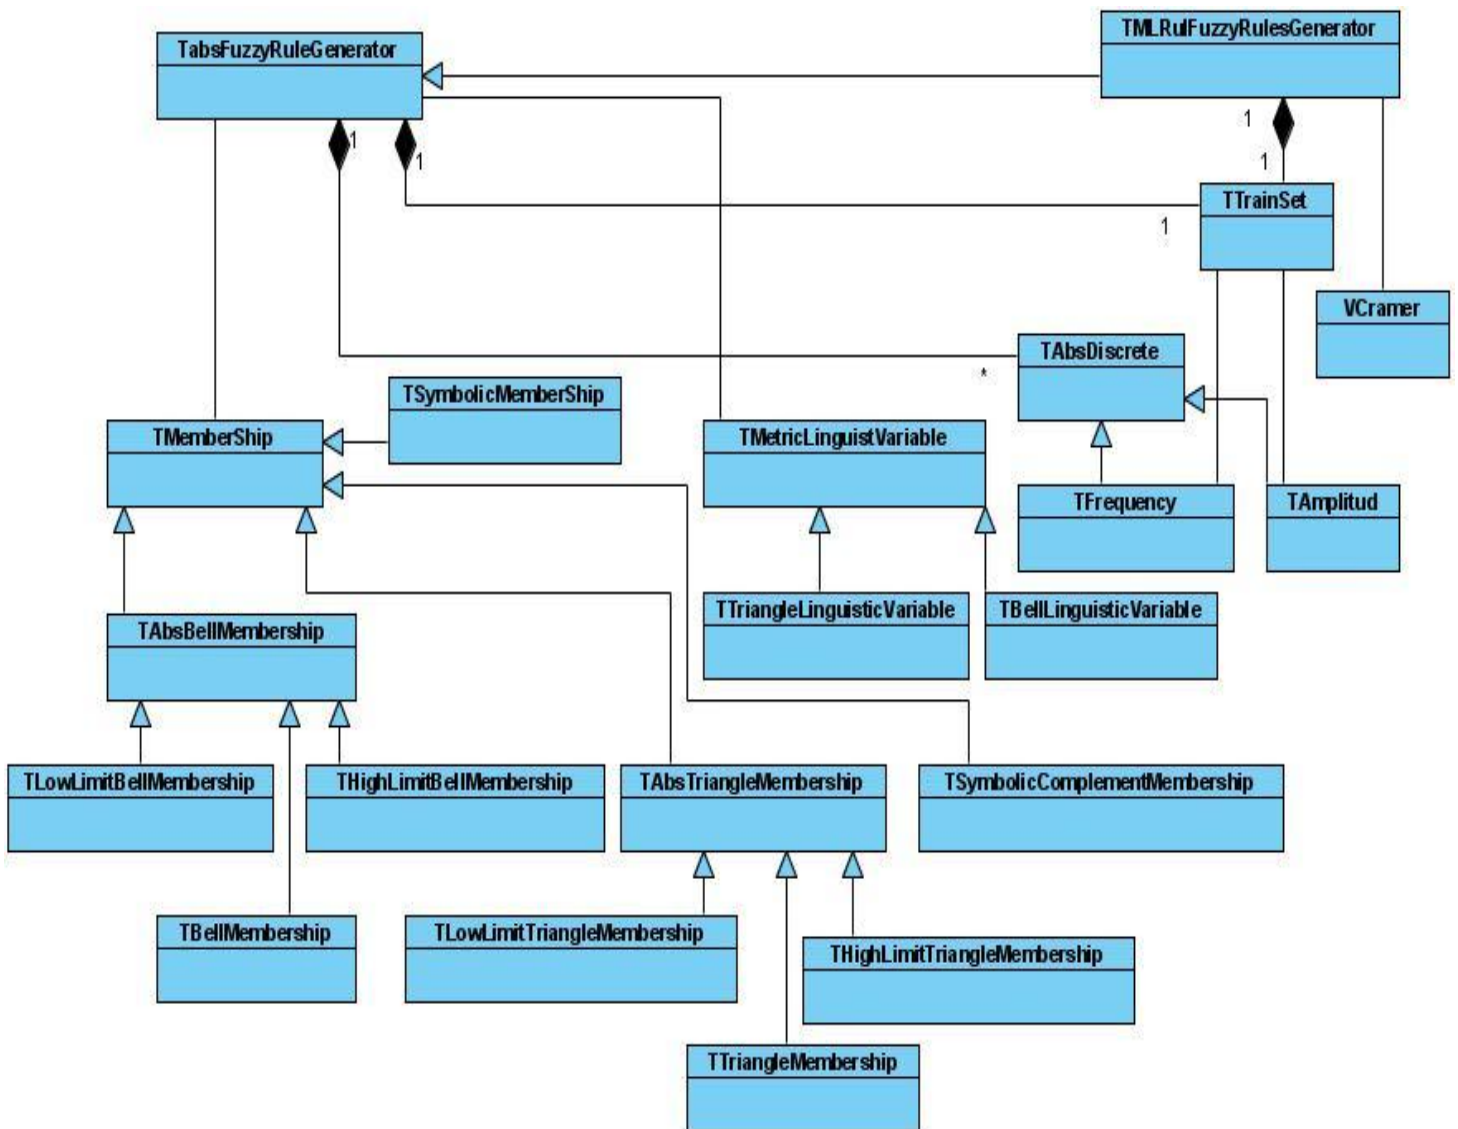 TabsFuzzyRuleGenerator
TMLRulFuzzyRulesGenerator
1
1
1
1
TTrainSet
1
VCramer
TAbsDiscrete
*
TSymbolicMemberShip
TMemberShip
TMetricLinguistVariable
TFrequency
TAmplitud
TAbsBellMembership
TTriangleLinguisticVariable
TBellLinguisticVariable
TLowLimitBellMembership
THighLimitBellMembership
TAbsTriangleMembership
TSymbolicComplementMembership
TBellMembership
TLowLimitTriangleMembership
THighLimitTriangleMembership
TTriangleMembership